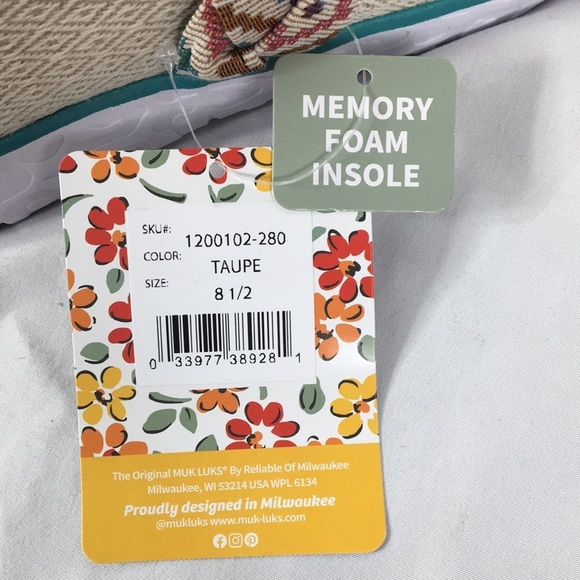 MEMORY
FOAM
INSOLE
SKU#: 1200102-280
COLOR: TAUPE
SIZE: 8 1/2
0 33977 38928 1
The Original MUK LUKS® By Reliable Of Milwaukee
Milwaukee, WI 53214 USA WPL 6134
Proudly designed in Milwaukee
@mukluks www.muk-luks.com